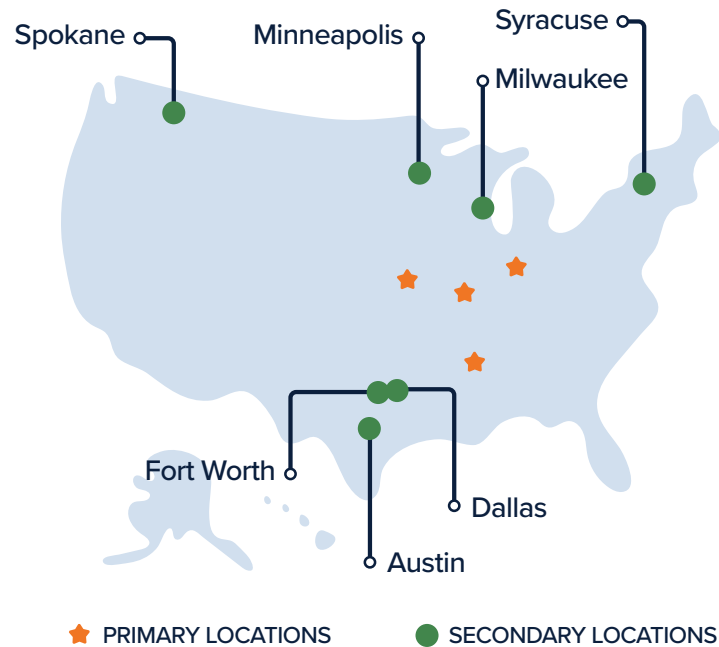 Spokane
Minneapolis
Syracuse
Milwaukee
Fort Worth
Dallas
Austin
PRIMARY LOCATIONS
SECONDARY LOCATIONS